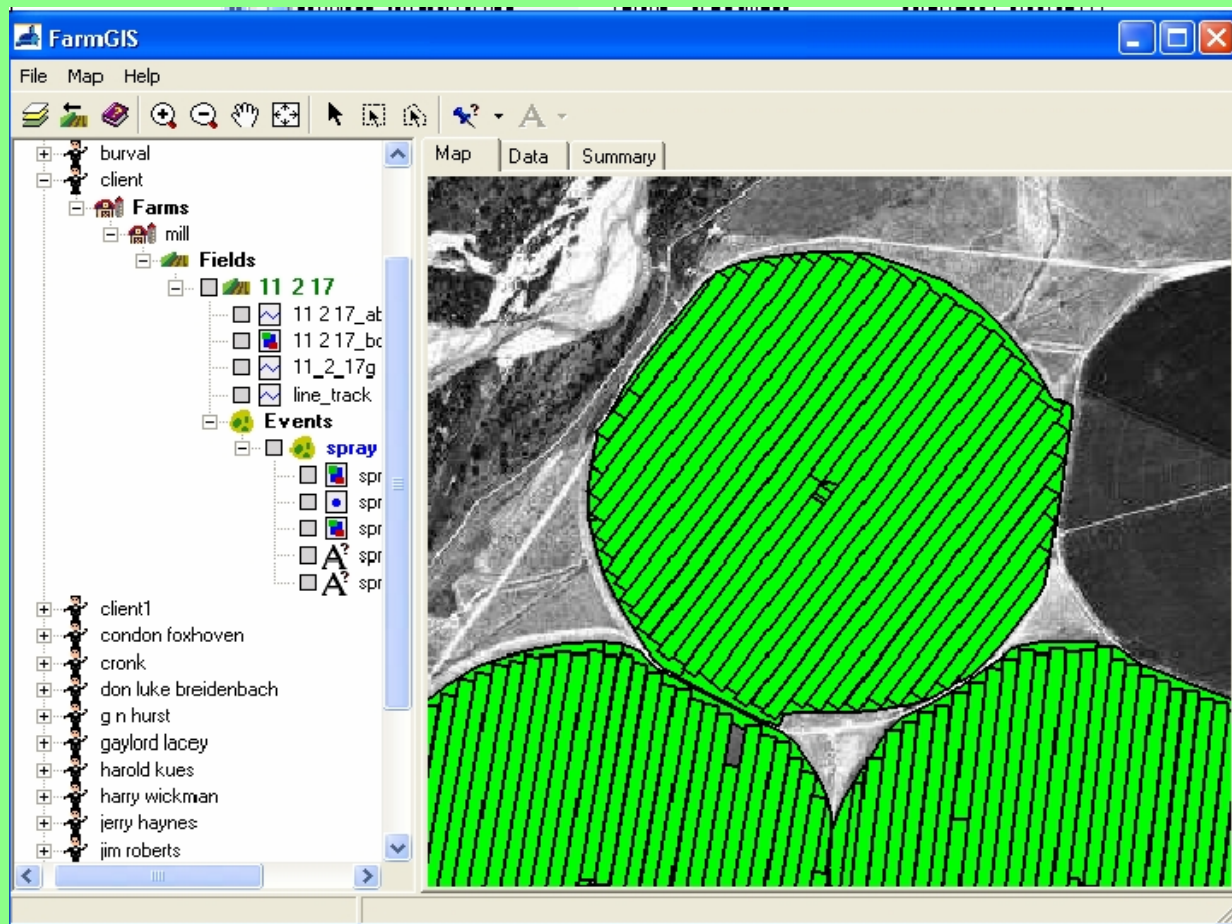 FarmGIS
File Map Help
Map Data Summary
burval
client
Farms
mill
Fields
11 2 17
11 2 17_ab
11 2 17_bo
11_2_17g
line_track
Events
spray
spr
spr
spr
A? spr
A? spr
client1
condon foxhoven
cronk
don luke breidenbach
g n hurst
gaylord lacey
harold kues
harry wickman
jerry haynes
jim roberts